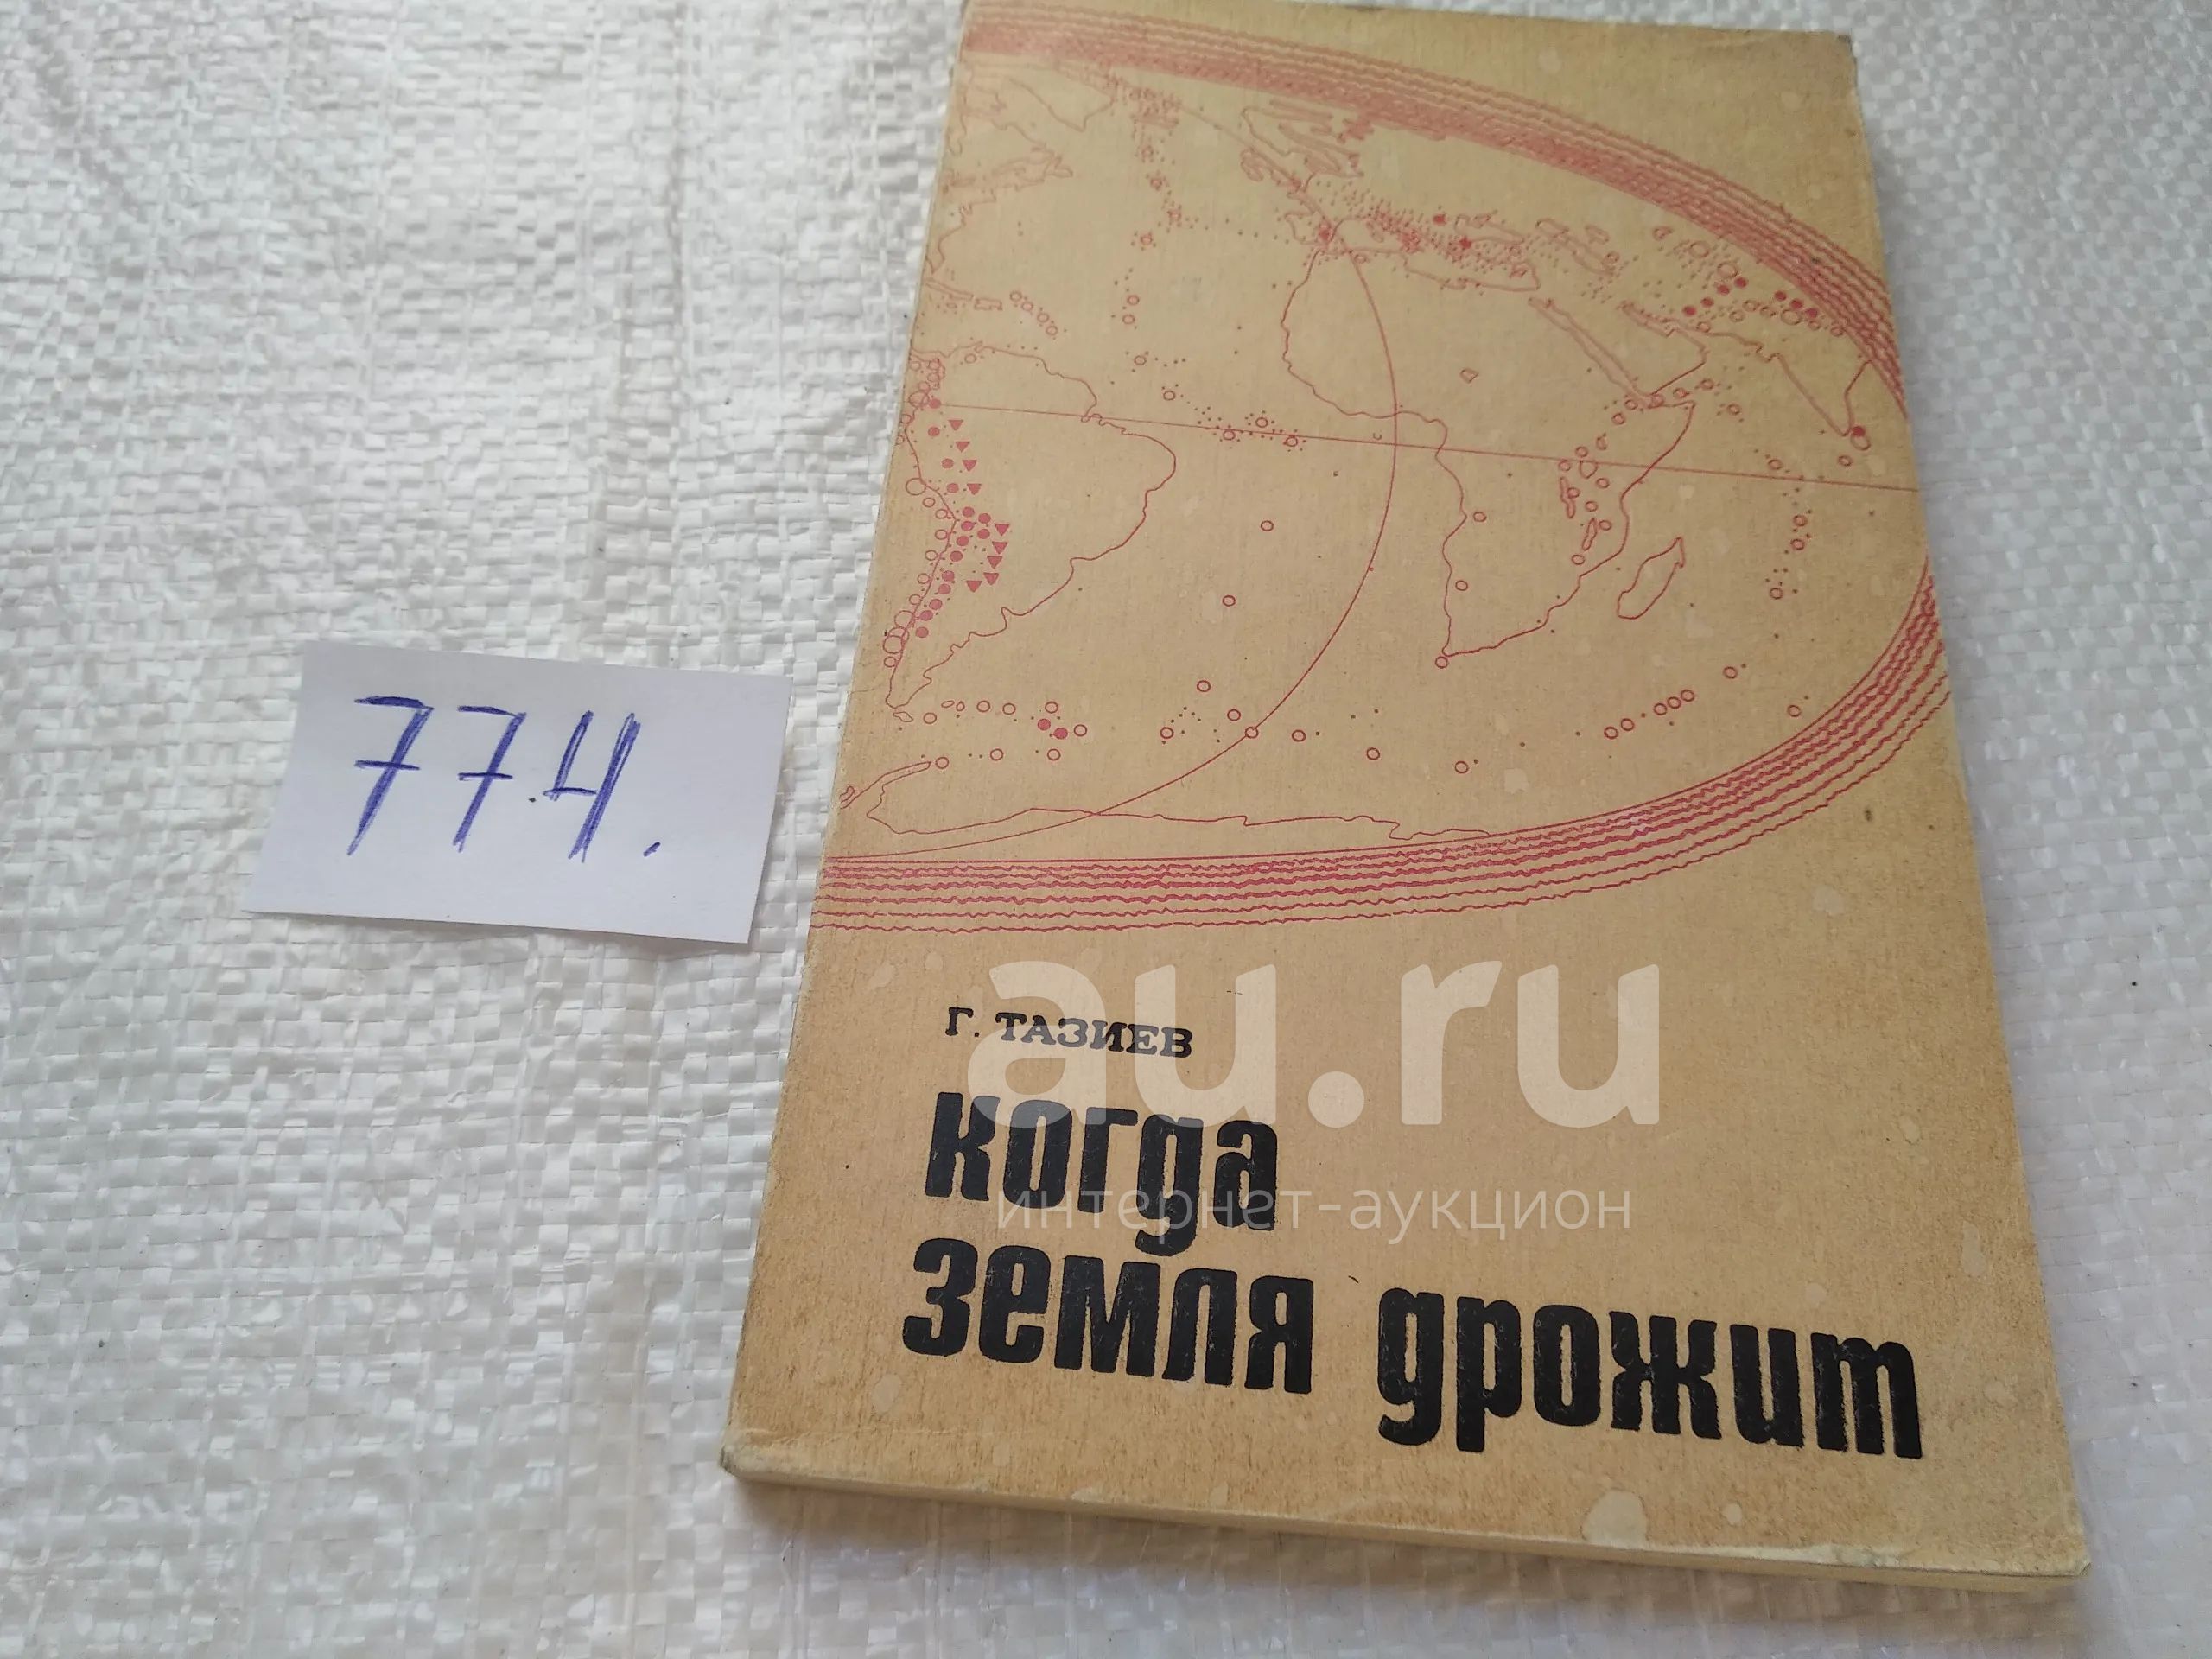 774.
Г. ТАЗИЕВ
когда
земля дрожит
au.ru
интернет-аукцион